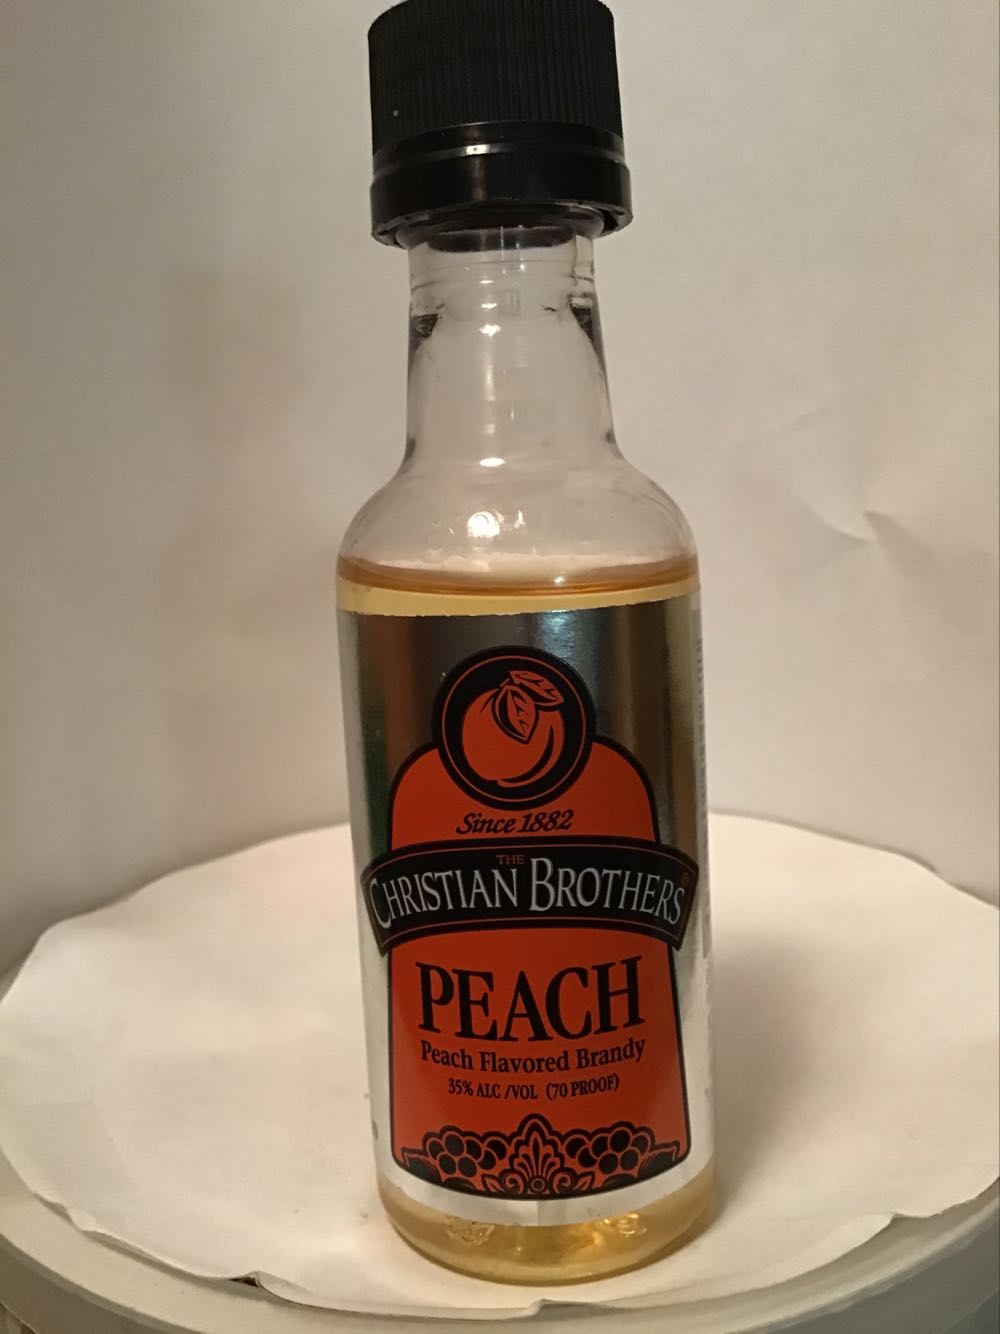 Since 1882
THE
CHRISTIAN BROTHERS®
PEACH
Peach Flavored Brandy
35% ALC /VOL (70 PROOF)